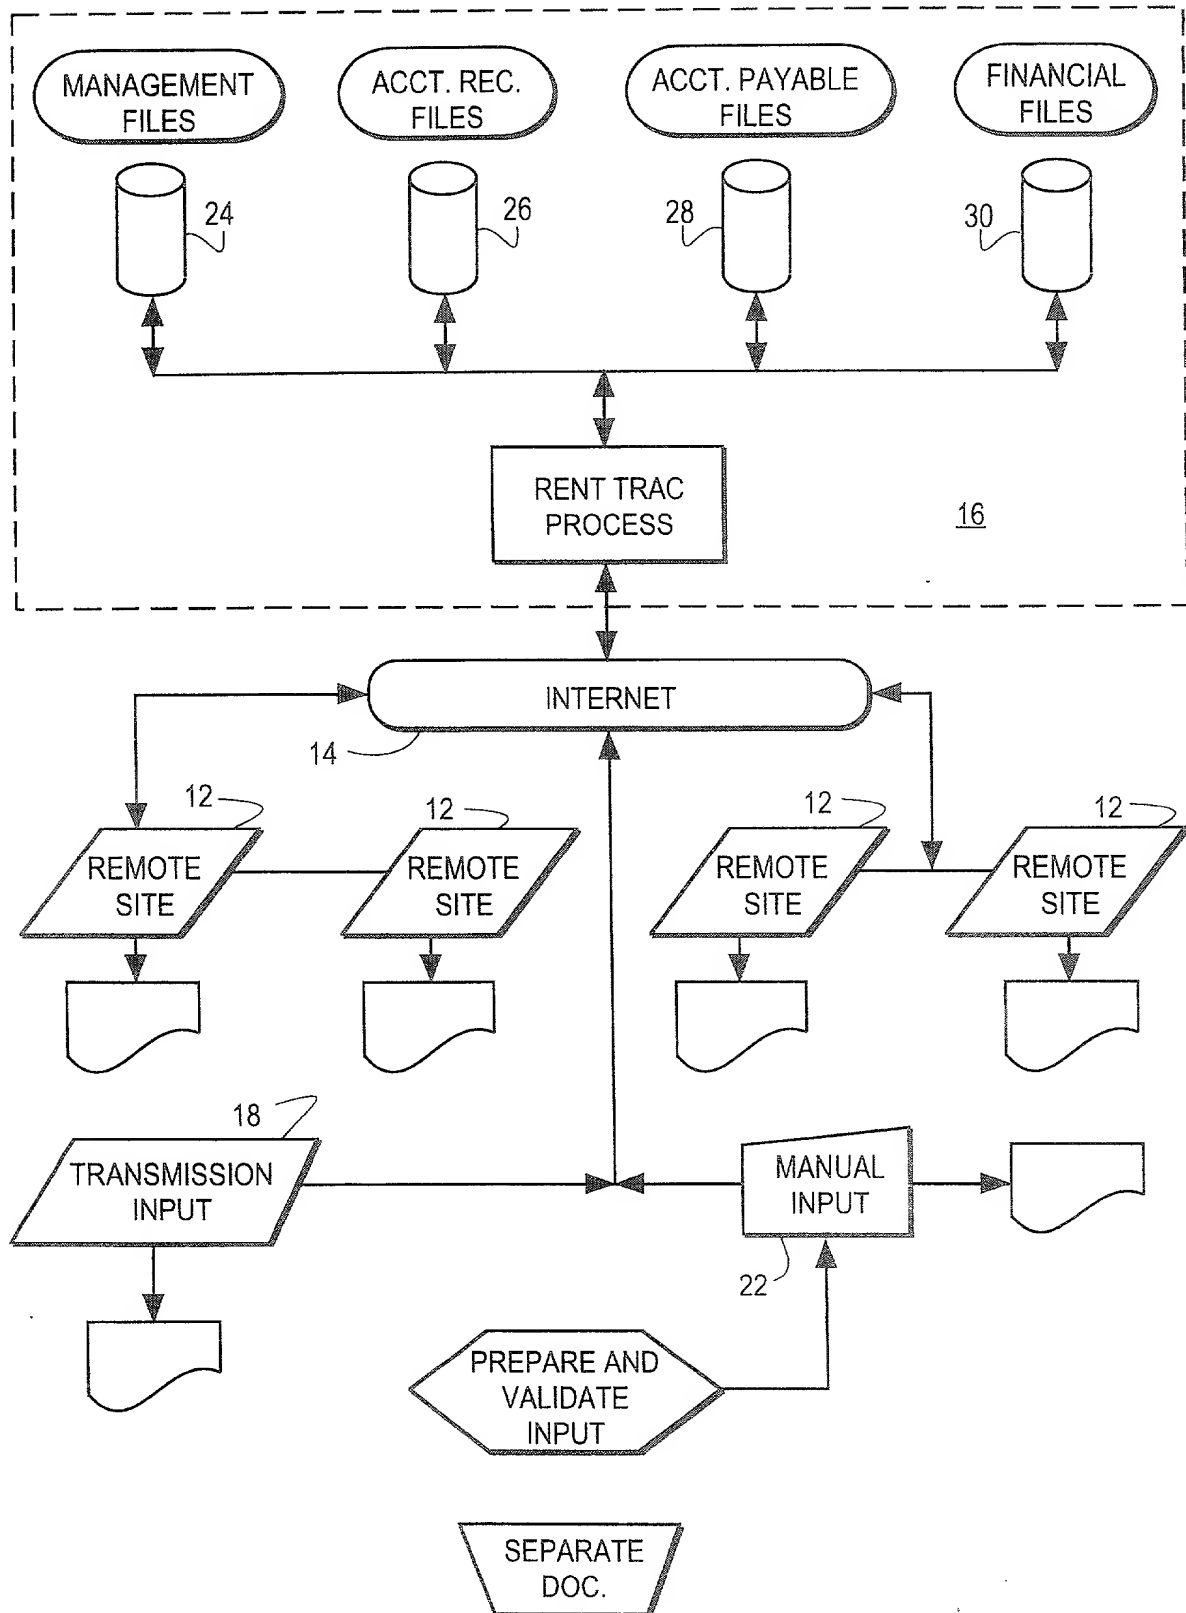 MANAGEMENT
FILES
ACCT. REC.
FILES
ACCT. PAYABLE
FILES
FINANCIAL
FILES
24
26
28
30
RENT TRAC
PROCESS
16
INTERNET
14
12
12
12
12
REMOTE
SITE
REMOTE
SITE
REMOTE
SITE
REMOTE
SITE
18
TRANSMISSION
INPUT
MANUAL
INPUT
22
PREPARE AND
VALIDATE
INPUT
SEPARATE
DOC.